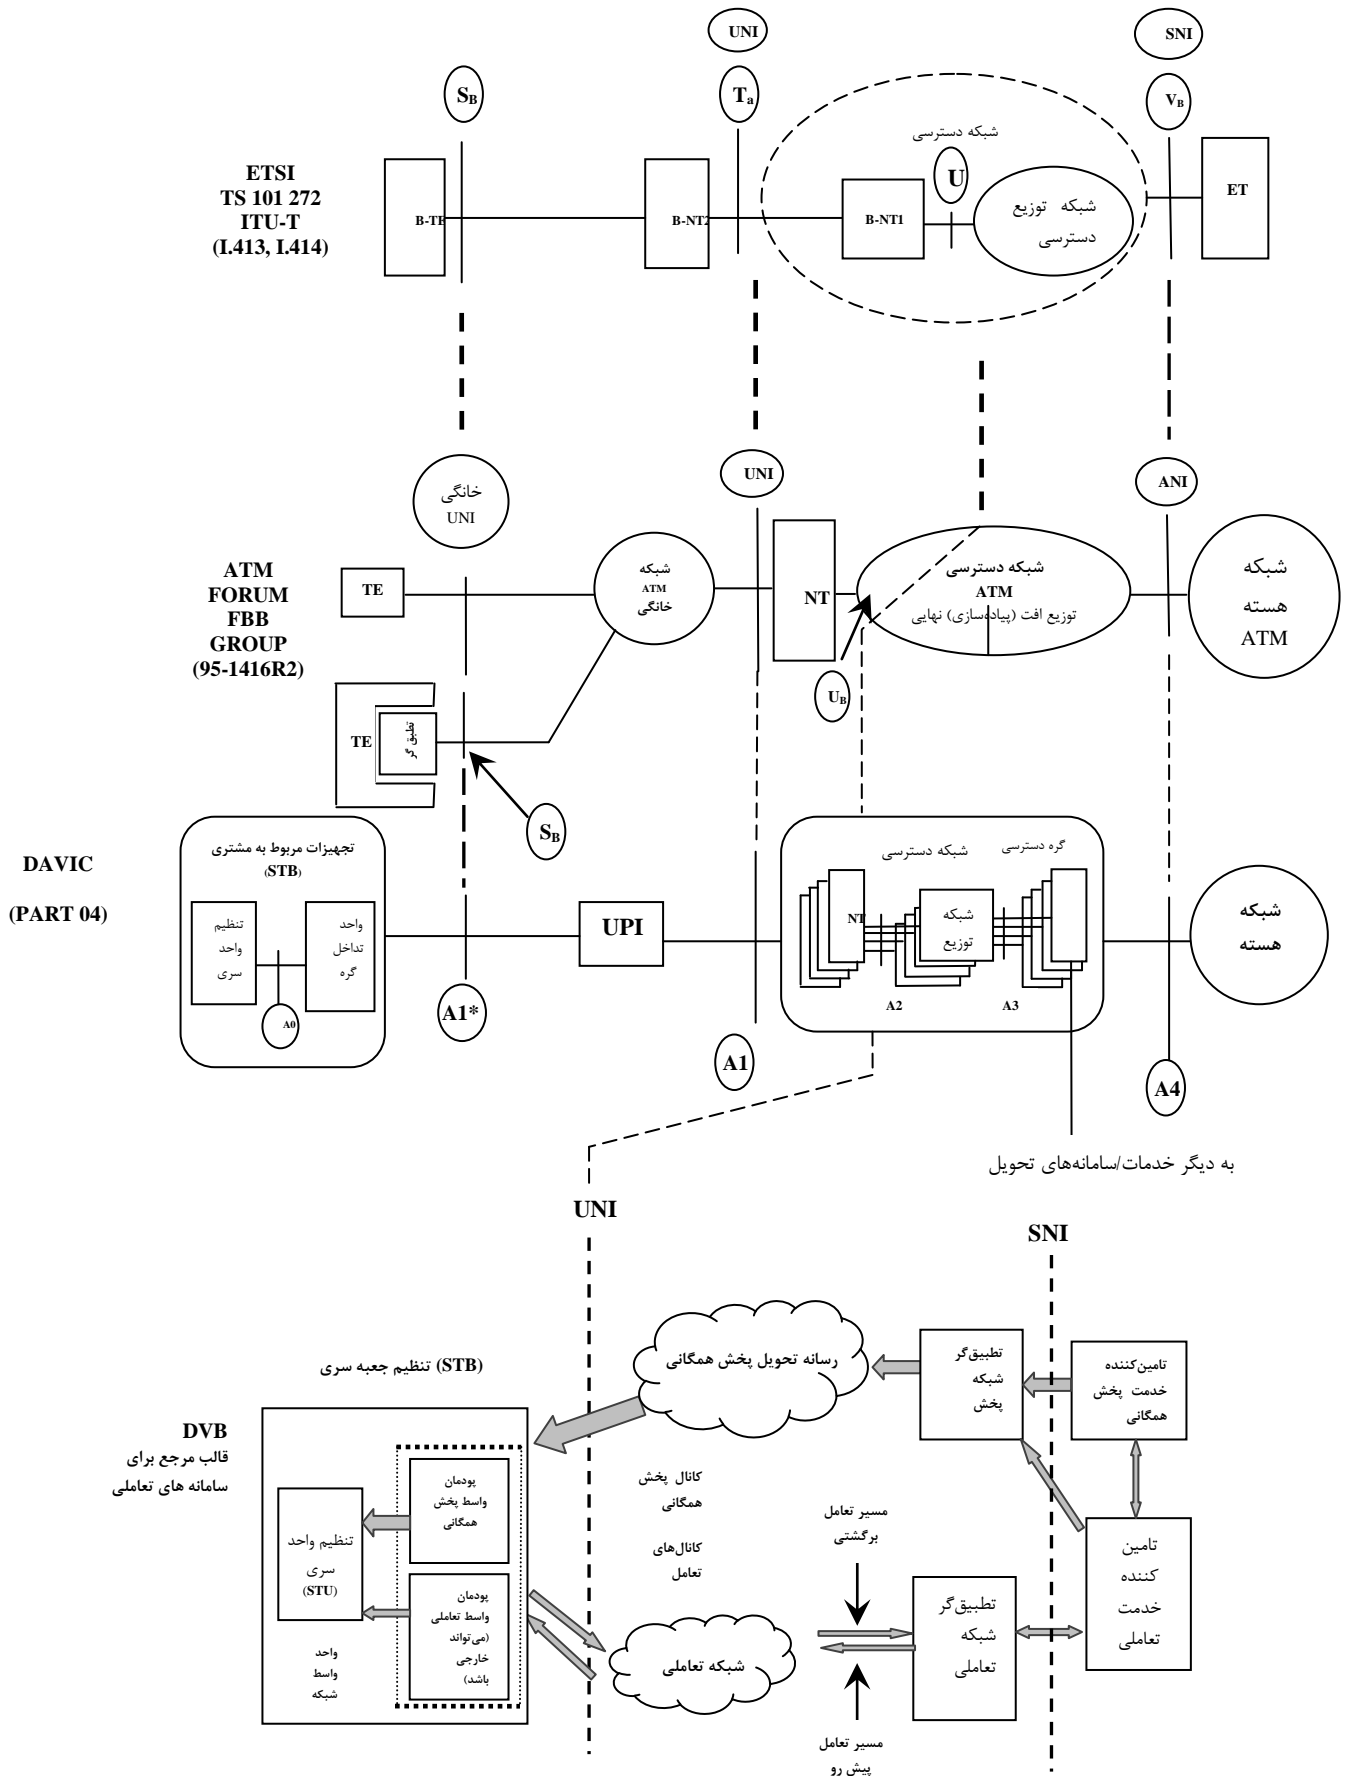 UNI
SNI
S_B
T_a
V_B
شبکه دسترسی
ETSI
TS 101 272
ITU-T
(I.413, I.414)
B-TE
B-NT2
B-NT1
U
شبکه توزیع
دسترسی
ET
خانگی
UNI
UNI
ANI
ATM
FORUM
FBB
GROUP
(95-1416R2)
TE
شبکه
ATM
خانگی
NT
شبکه دسترسی
ATM
توزیع افت (پیاده‌سازی) نهایی
شبکه
هسته
ATM
U_B
TE
تطبق گر
S_B
DAVIC
(PART 04)
تجهیزات مربوط به مشتری
(STB)
تنظیم
واحد
سری
واحد
تداخل
گره
A0
A1*
UPI
A1
شبکه دسترسی
گره دسترسی
NT
شبکه
توزیع
A2
A3
شبکه
هسته
A4
به دیگر خدمات/سامانه‌های تحویل
UNI
SNI
تنظیم جعبه سری (STB)
رسانه تحویل پخش همگانی
تطبیق‌گر
شبکه
پخش
تامین‌کننده
خدمت پخش
همگانی
DVB
قالب مرجع برای
سامانه های تعاملی
پودمان
واسط پخش
همگانی
تنظیم واحد
سری
(STU)
پودمان
واسط تعاملی
(می‌تواند
خارجی
باشد)
واحد
واسط
شبکه
کانال پخش
همگانی
کانال‌های
تعامل
مسیر تعامل
برگشتی
شبکه تعاملی
تطبیق‌گر
شبکه
تعاملی
تامین
کننده
خدمت
تعاملی
مسیر تعامل
پیش رو